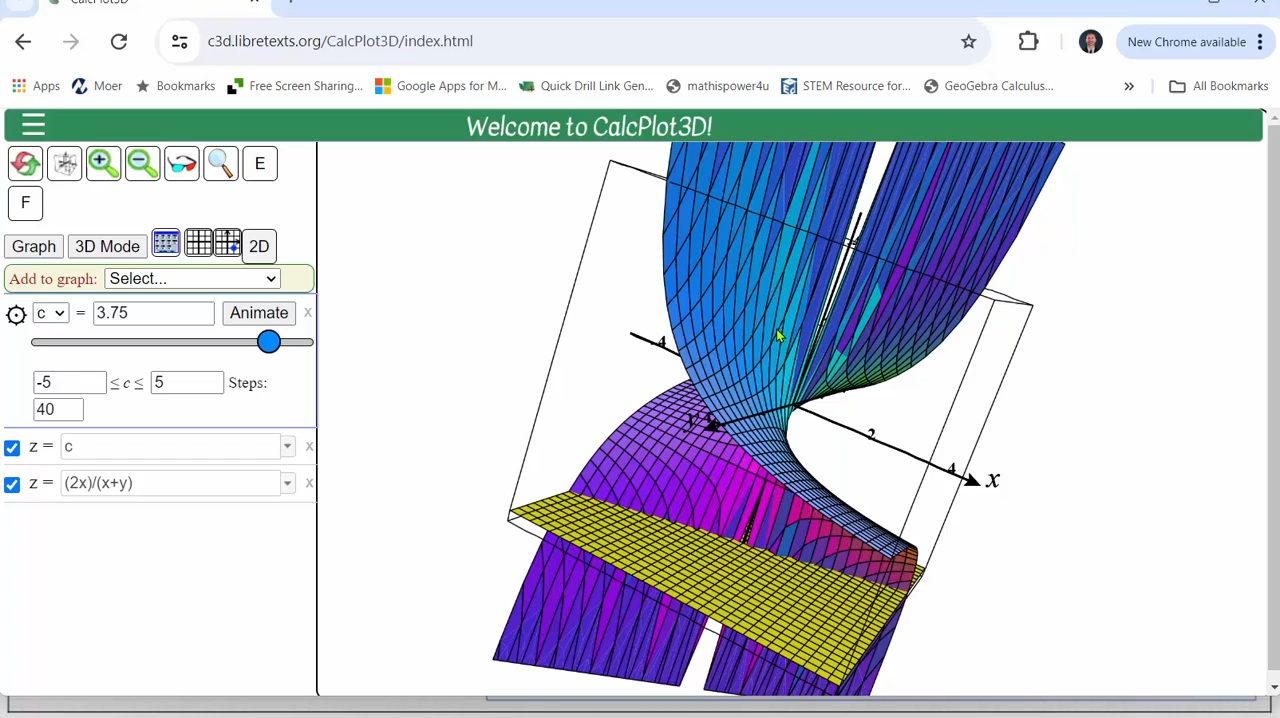 CalcPlot3D
c3d.libretexts.org/CalcPlot3D/index.html
New Chrome available
Apps Moer Bookmarks Free Screen Sharing... Google Apps for M... Quick Drill Link Gen... mathispower4u STEM Resource for... GeoGebra Calculus... » All Bookmarks
Welcome to CalcPlot3D!
E
F
Graph 3D Mode 2D
Add to graph: Select...
c = 3.75 Animate x
-5 ≤ c ≤ 5 Steps:
40
z = c x
z = (2x)/(x+y) x
-4
y
2
4
x